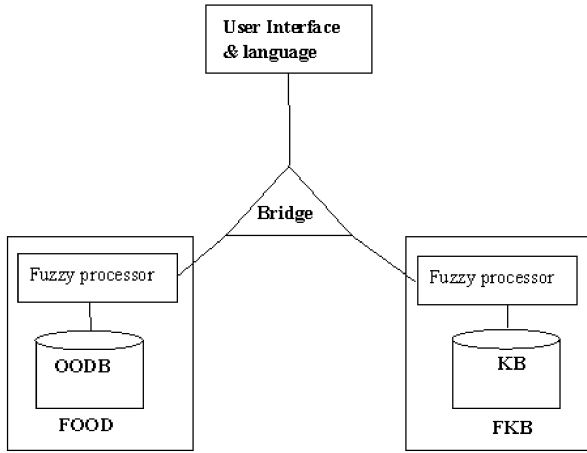 User Interface
& language
Bridge
Fuzzy processor
OODB
FOOD
Fuzzy processor
KB
FKB